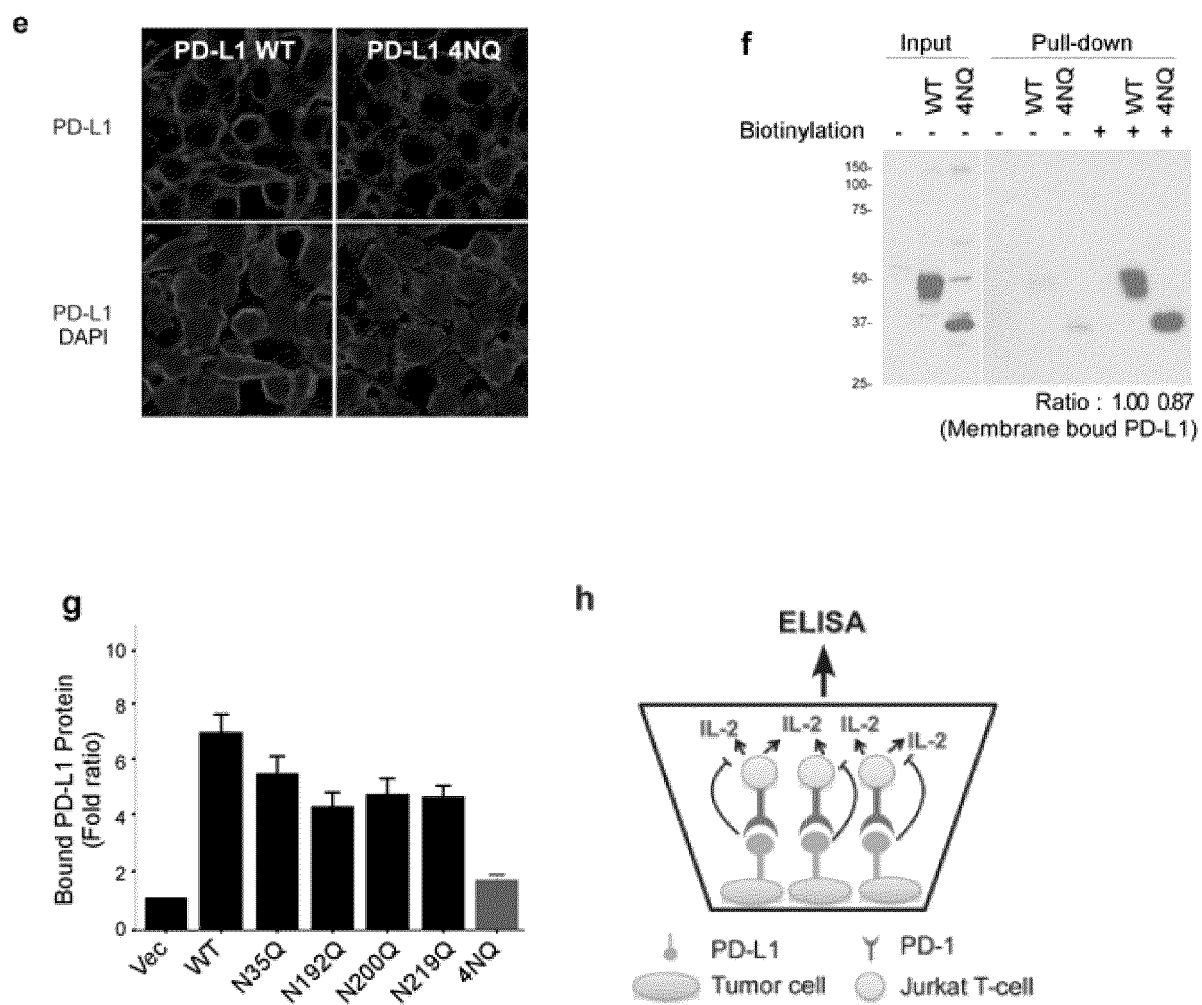 e
PD-L1 WT PD-L1 4NQ
PD-L1
PD-L1
DAPI
f
Input Pull-down
WT 4NQ WT 4NQ WT 4NQ
Biotinylation - - - - - - + + +
150-
100-
75-
50-
37-
25-
Ratio : 1.00 0.87
(Membrane boud PD-L1)
g
Bound PD-L1 Protein
(Fold ratio)
10
8
6
4
2
0
Vec WT N35Q N192Q N200Q N219Q 4NQ
h
ELISA
IL-2 IL-2 IL-2 IL-2
PD-L1 PD-1
Tumor cell Jurkat T-cell